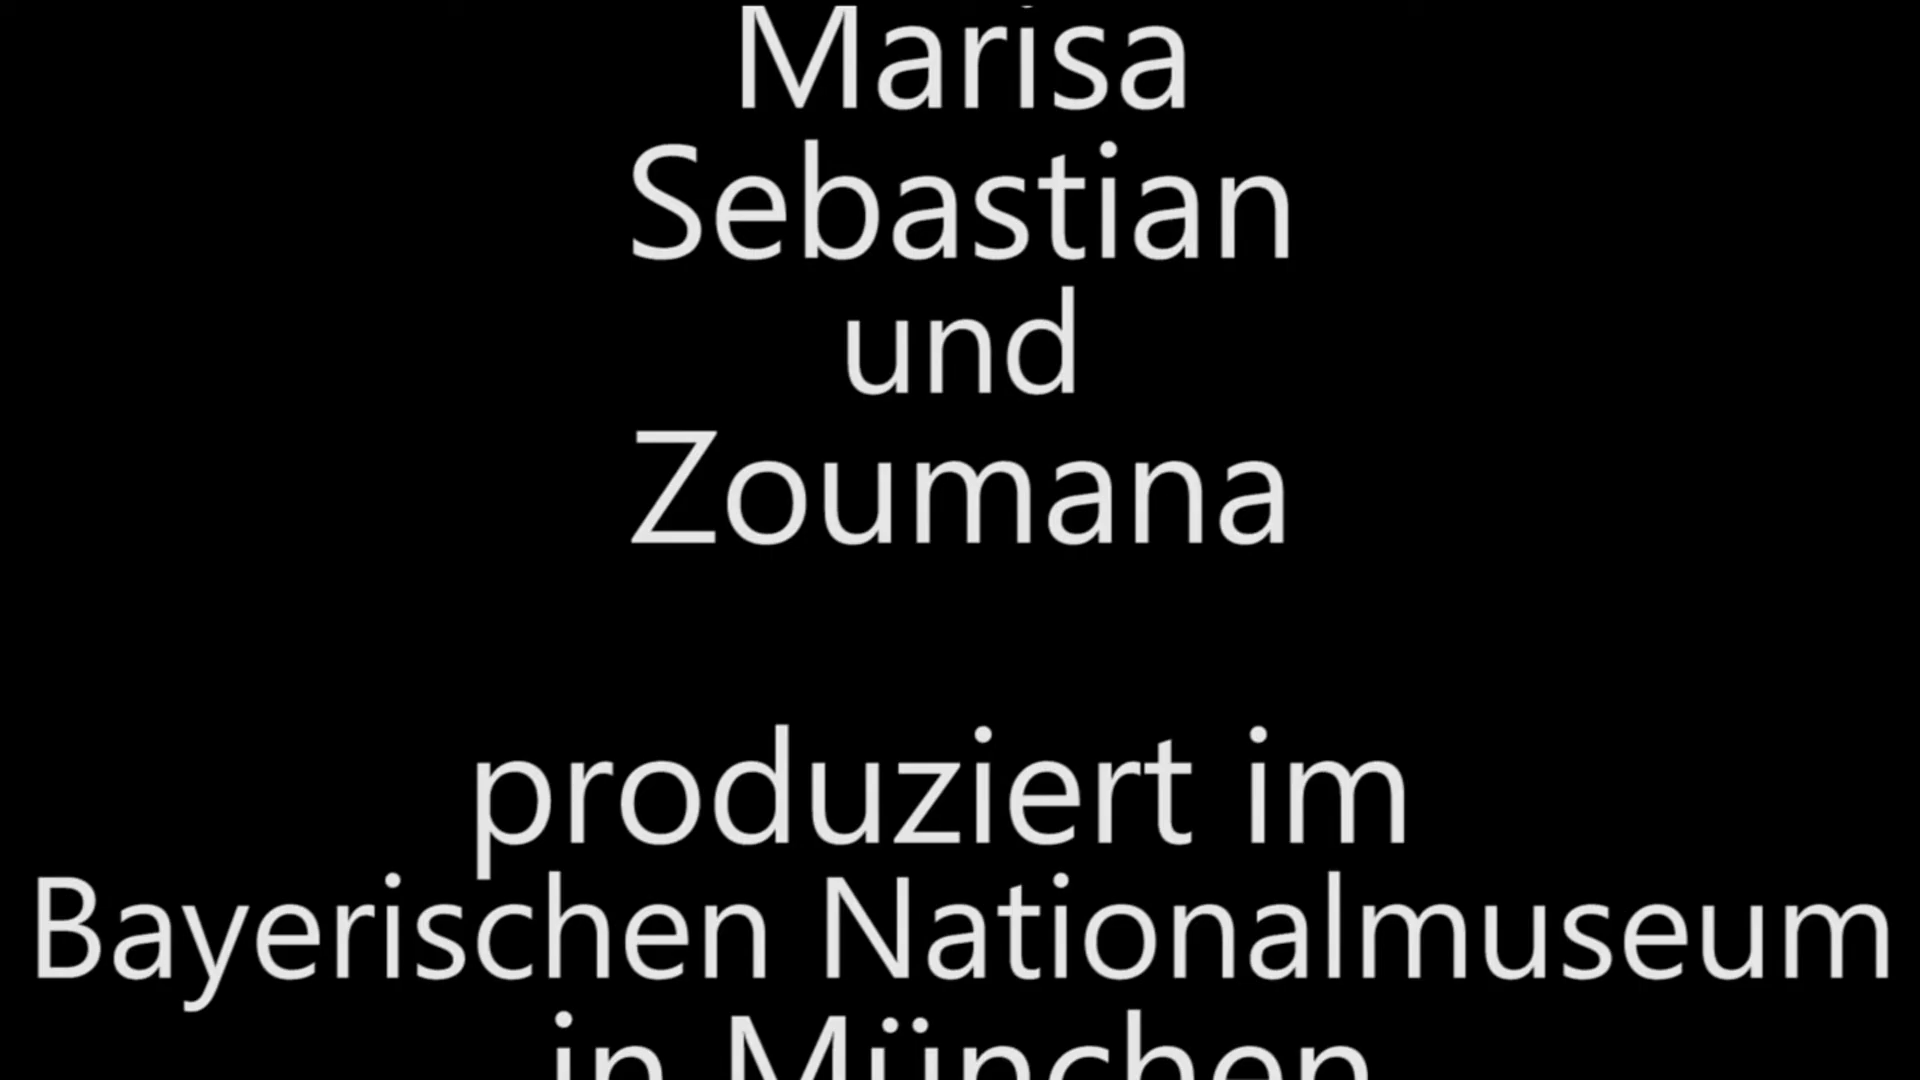 Marisa
Sebastian
und
Zoumana
produziert im
Bayerischen Nationalmuseum
in München